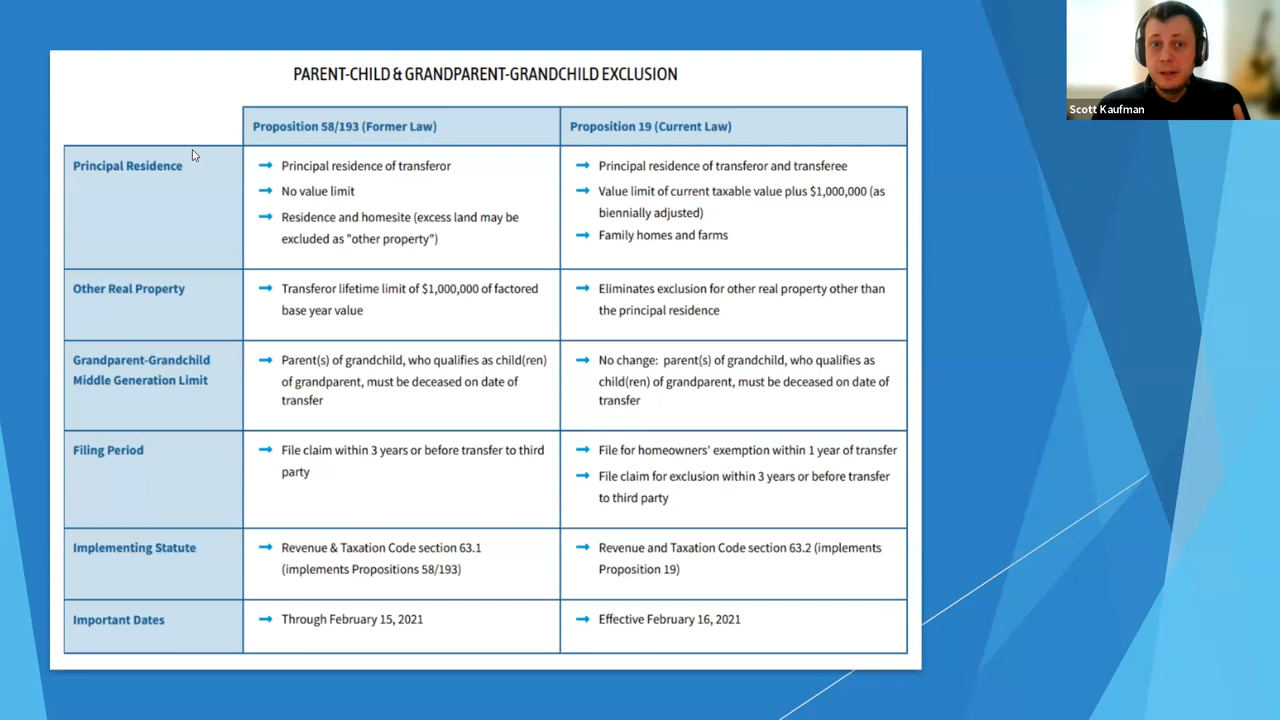 PARENT-CHILD & GRANDPARENT-GRANDCHILD EXCLUSION
Proposition 58/193 (Former Law)
Proposition 19 (Current Law)
Principal Residence
Principal residence of transferor
No value limit
Residence and homesite (excess land may be
excluded as "other property")
Principal residence of transferor and transferee
Value limit of current taxable value plus $1,000,000 (as
biennially adjusted)
Family homes and farms
Other Real Property
Transferor lifetime limit of $1,000,000 of factored
base year value
Eliminates exclusion for other real property other than
the principal residence
Grandparent-Grandchild
Middle Generation Limit
Parent(s) of grandchild, who qualifies as child(ren)
of grandparent, must be deceased on date of
transfer
No change: parent(s) of grandchild, who qualifies as
child(ren) of grandparent, must be deceased on date of
transfer
Filing Period
File claim within 3 years or before transfer to third
party
File for homeowners' exemption within 1 year of transfer
File claim for exclusion within 3 years or before transfer
to third party
Implementing Statute
Revenue & Taxation Code section 63.1
(implements Propositions 58/193)
Revenue and Taxation Code section 63.2 (implements
Proposition 19)
Important Dates
Through February 15, 2021
Effective February 16, 2021
Scott Kaufman